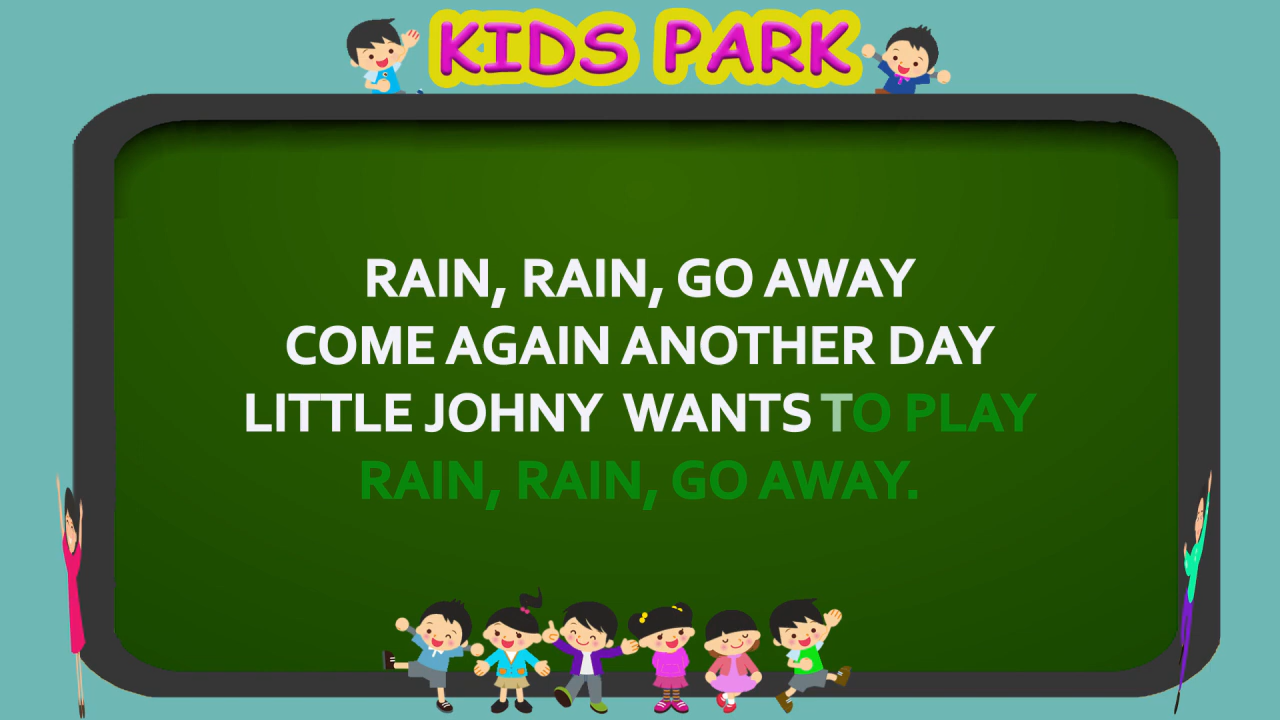 KIDS PARK
RAIN, RAIN, GO AWAY
COME AGAIN ANOTHER DAY
LITTLE JOHNY WANTS TO PLAY
RAIN, RAIN, GO AWAY.